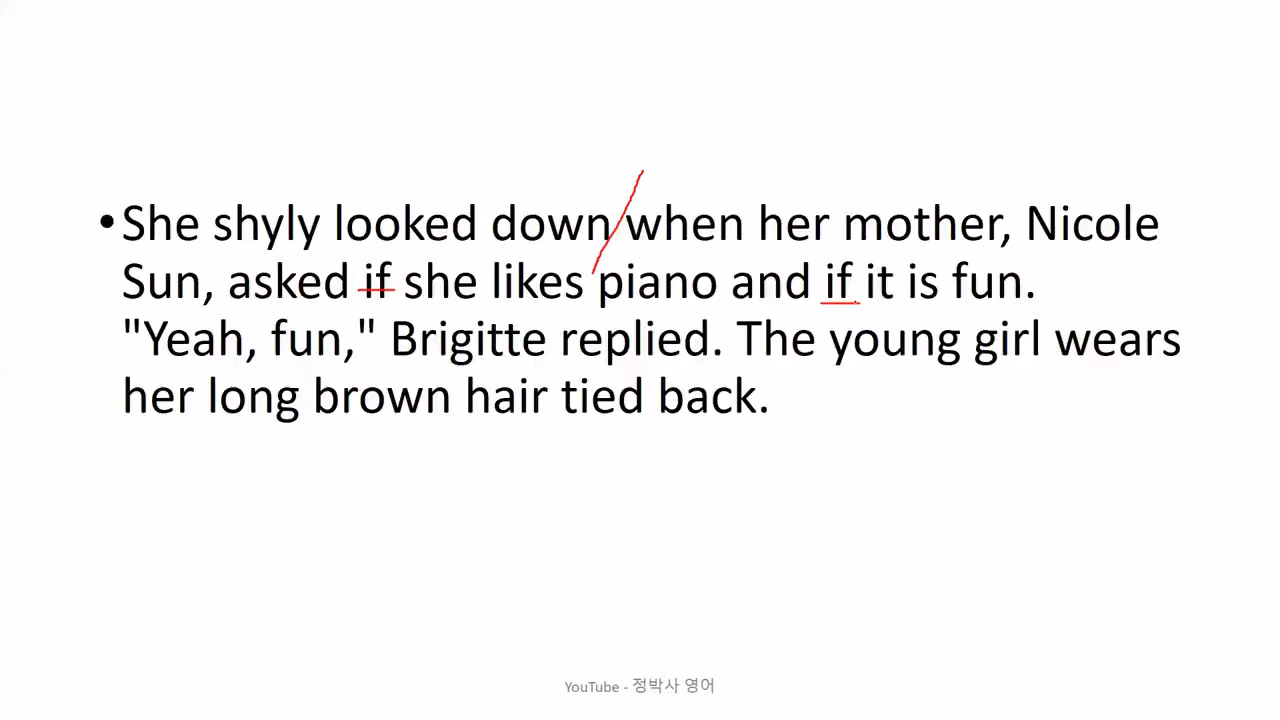 •She shyly looked down when her mother, Nicole
Sun, asked if she likes piano and if it is fun.
"Yeah, fun," Brigitte replied. The young girl wears
her long brown hair tied back.
YouTube - 정박사 영어